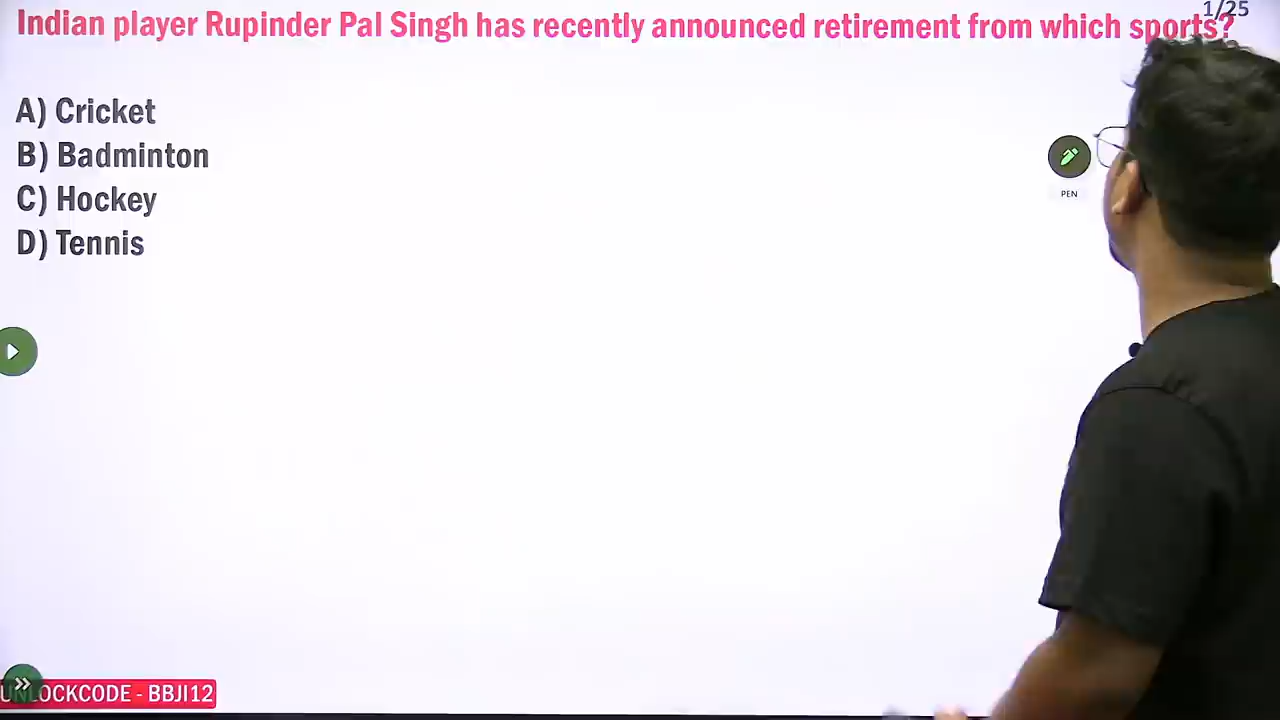 1/25
Indian player Rupinder Pal Singh has recently announced retirement from which sports?
A) Cricket
B) Badminton
C) Hockey
D) Tennis
PEN
UNLOCKCODE - BBJI12